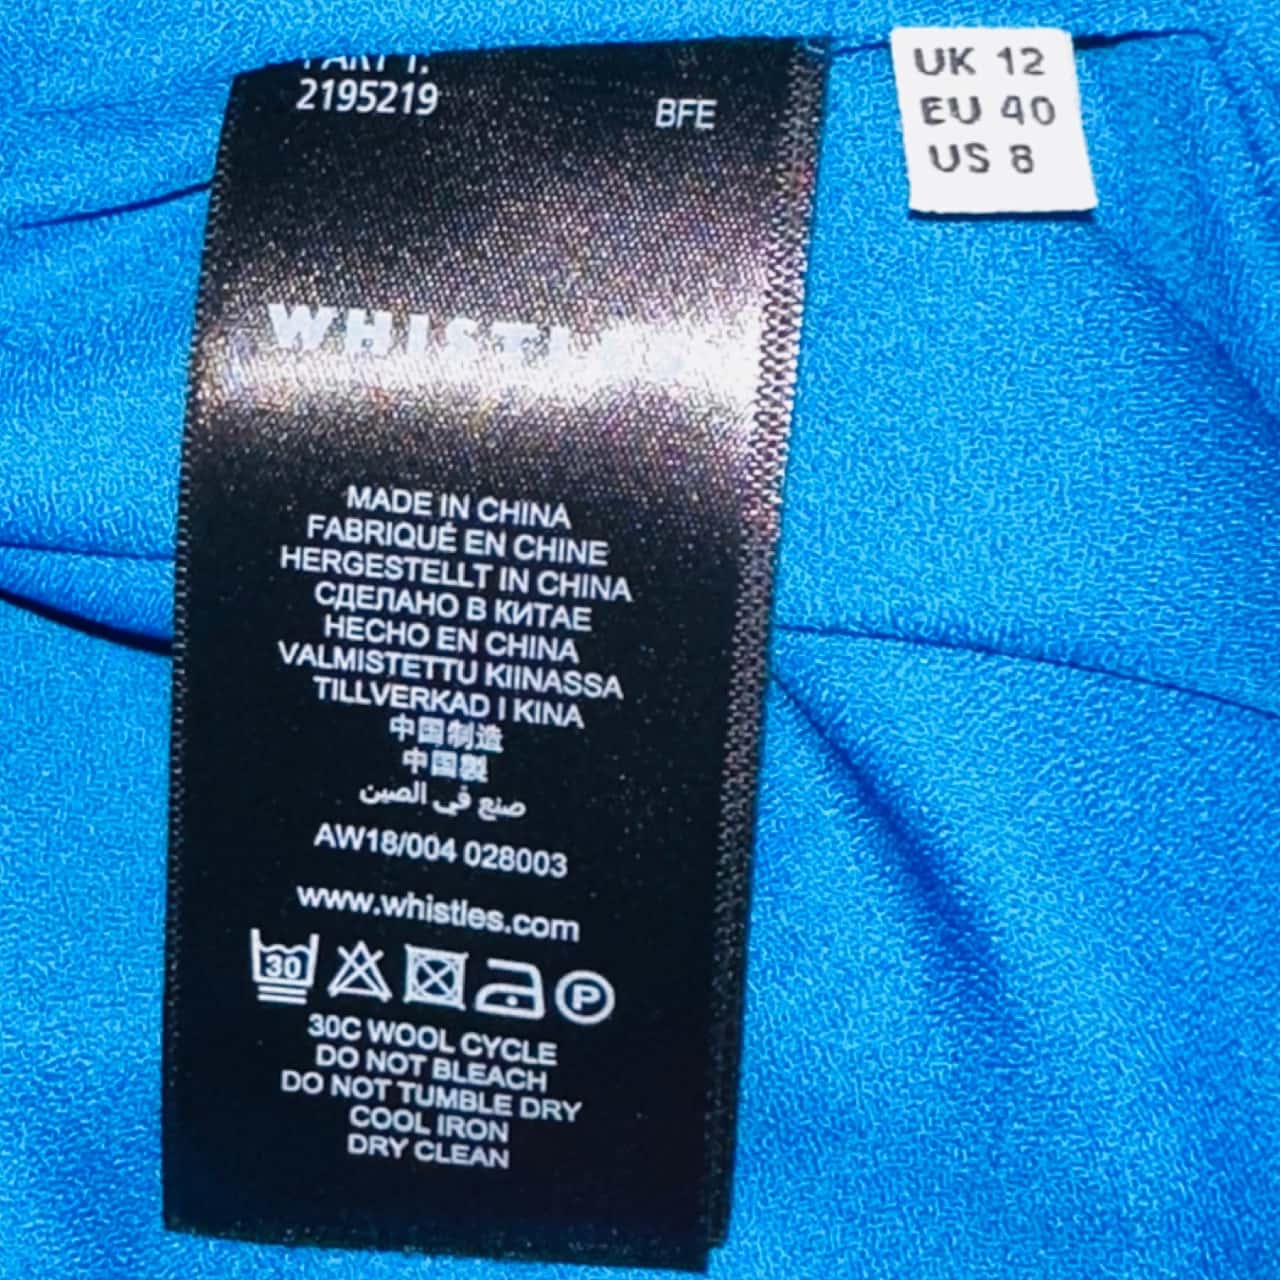 PART 1.
2195219
BFE
UK 12
EU 40
US 8
WHISTLES
MADE IN CHINA
FABRIQUÉ EN CHINE
HERGESTELLT IN CHINA
СДЕЛАНО В КИТАЕ
HECHO EN CHINA
VALMISTETTU KIINASSA
TILLVERKAD I KINA
中国制造
中國製
صنع في الصين
AW18/004 028003
www.whistles.com
30
P
30C WOOL CYCLE
DO NOT BLEACH
DO NOT TUMBLE DRY
COOL IRON
DRY CLEAN